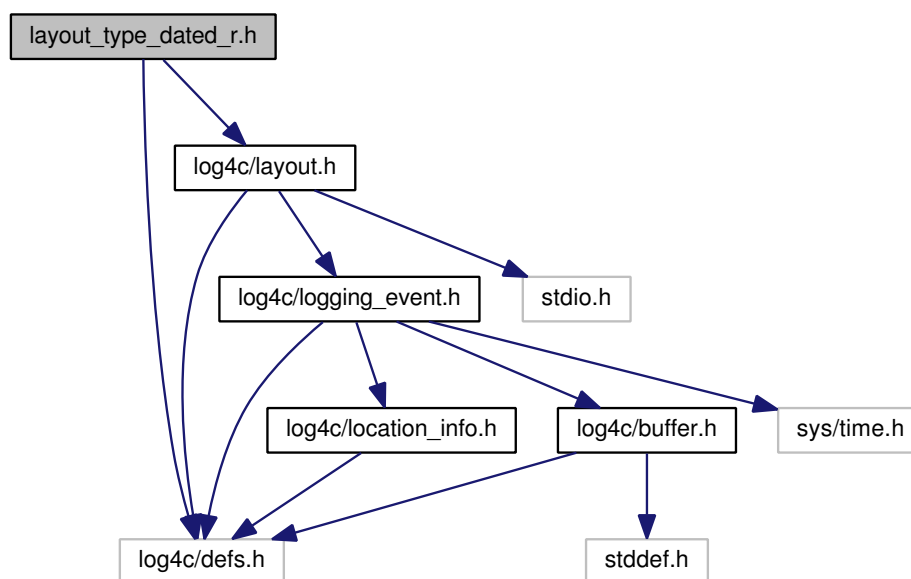 layout_type_dated_r.h
log4c/layout.h
log4c/logging_event.h
stdio.h
log4c/location_info.h
log4c/buffer.h
sys/time.h
log4c/defs.h
stddef.h